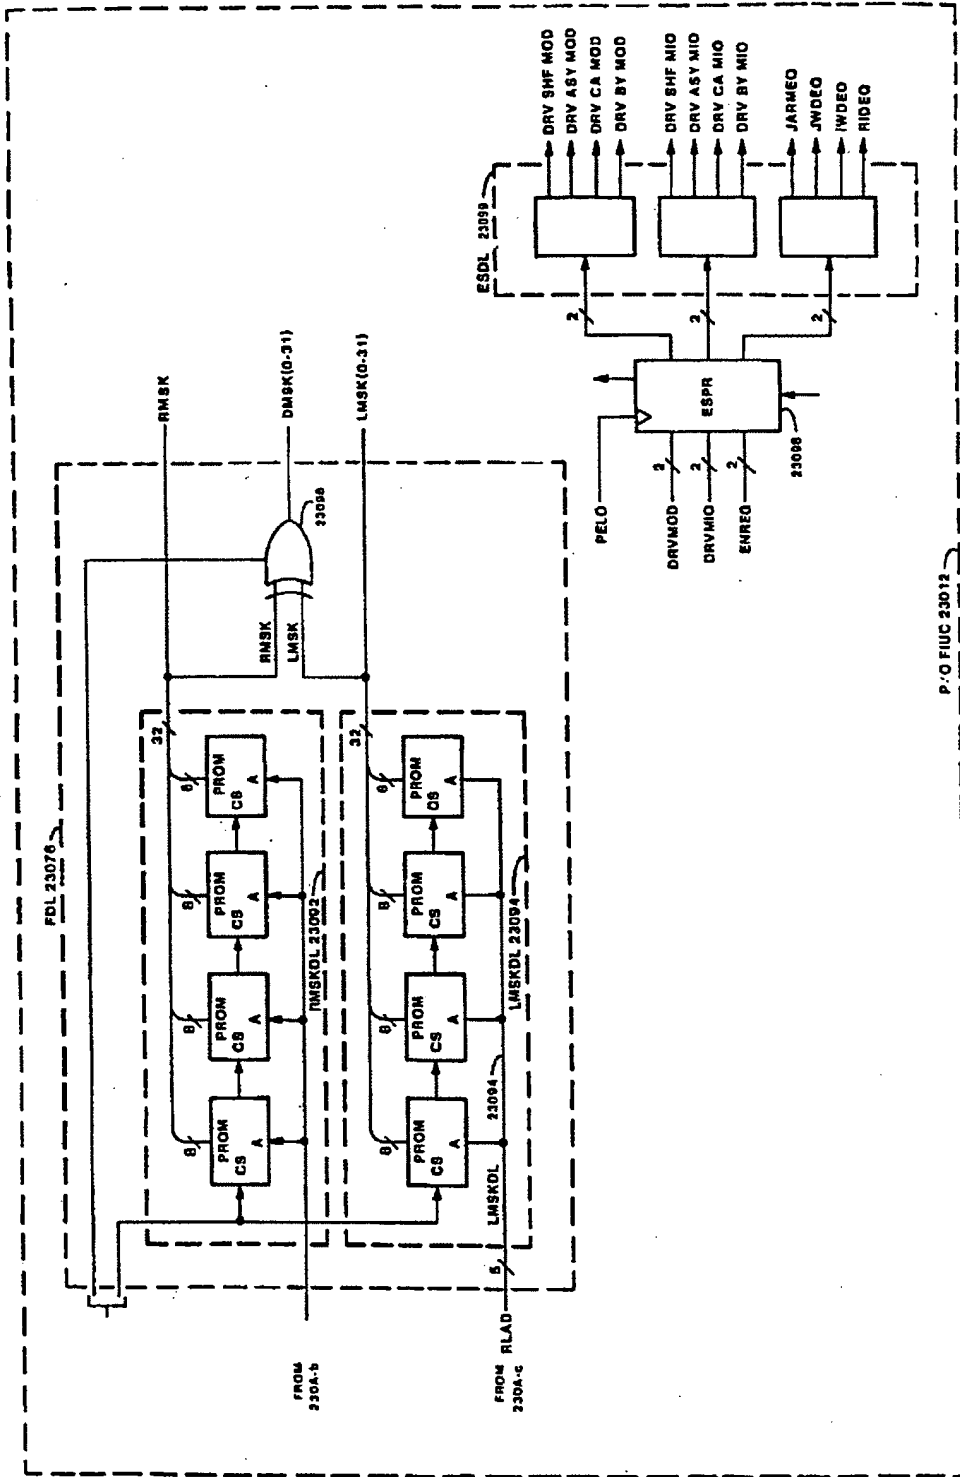 FDL 23076
RMSK
DMSK(0-31)
LMSK(0-31)
23096
RMSK
LMSK
32
8
8
8
8
PROM
CS
A
PROM
CS
A
PROM
CS
A
PROM
CS
A
RMSKDL 23092
32
8
8
8
8
PROM
CS
A
PROM
CS
A
PROM
CS
A
PROM
CS
A
LMSKDL
23094
LMSKDL 23094
5
FROM
230A-b
RLAD
FROM
230A-c
ESDL 23099
DRV SHF MOD
DRV ASY MOD
DRV CA MOD
DRV BY MOD
DRV SHF MIO
DRV ASY MIO
DRV CA MIO
DRV BY MIO
JARMEQ
JWDEQ
IWDEQ
RIDEQ
2
2
2
ESPR
PELO
DRVMOD
2
DRVMIO
2
ENREG
2
23098
P/O FIUC 23012